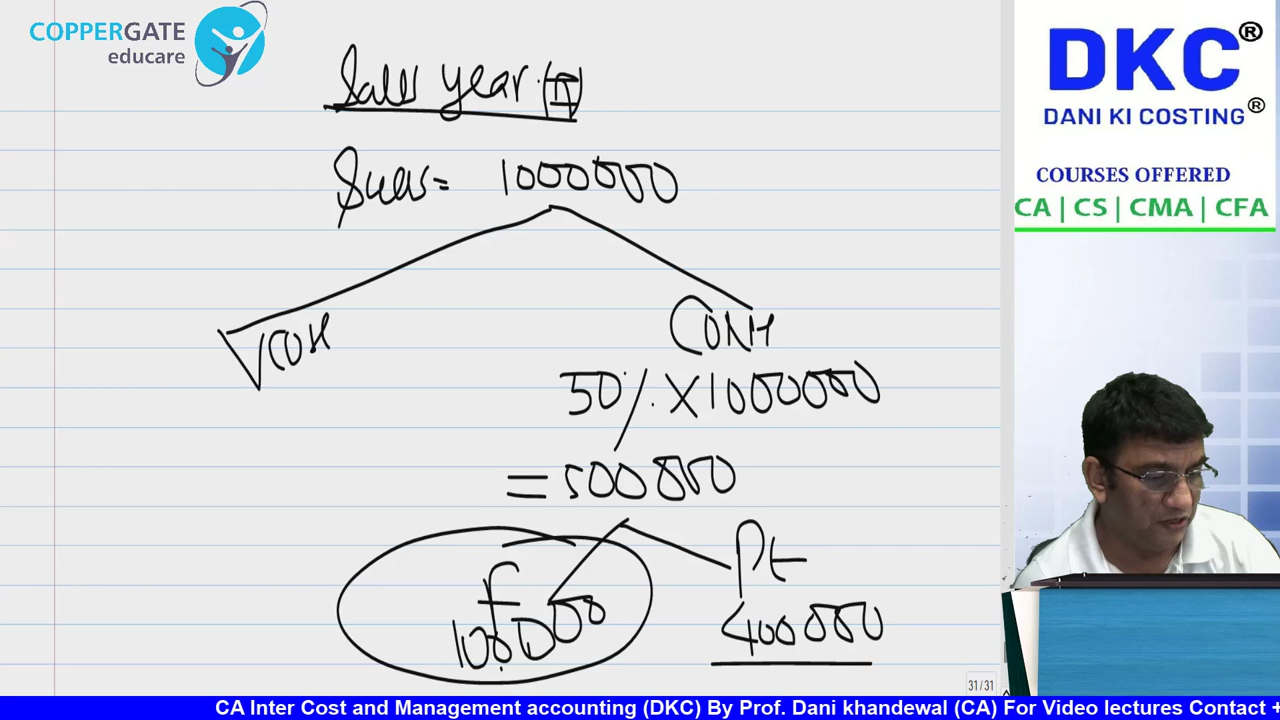 COPPERGATE
educare
Sales year (II)
Sales = 1000000
VCOH
CONH
50% X 1000000
= 500000
F
100000
Pt
400000
31/31
DKC®
DANI KI COSTING®
COURSES OFFERED
CA | CS | CMA | CFA
CA Inter Cost and Management accounting (DKC) By Prof. Dani khandewal (CA) For Video lectures Contact +